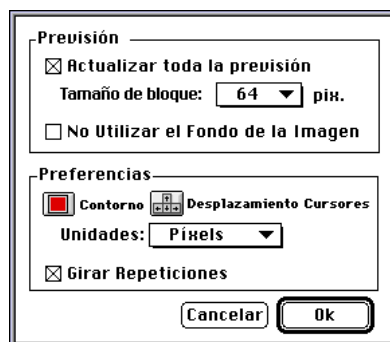 Previsión
Actualizar toda la previsión
Tamaño de bloque: 64 pix.
No Utilizar el Fondo de la Imagen
Preferencias
Contorno Desplazamiento Cursores
Unidades: Píxels
Girar Repeticiones
Cancelar Ok